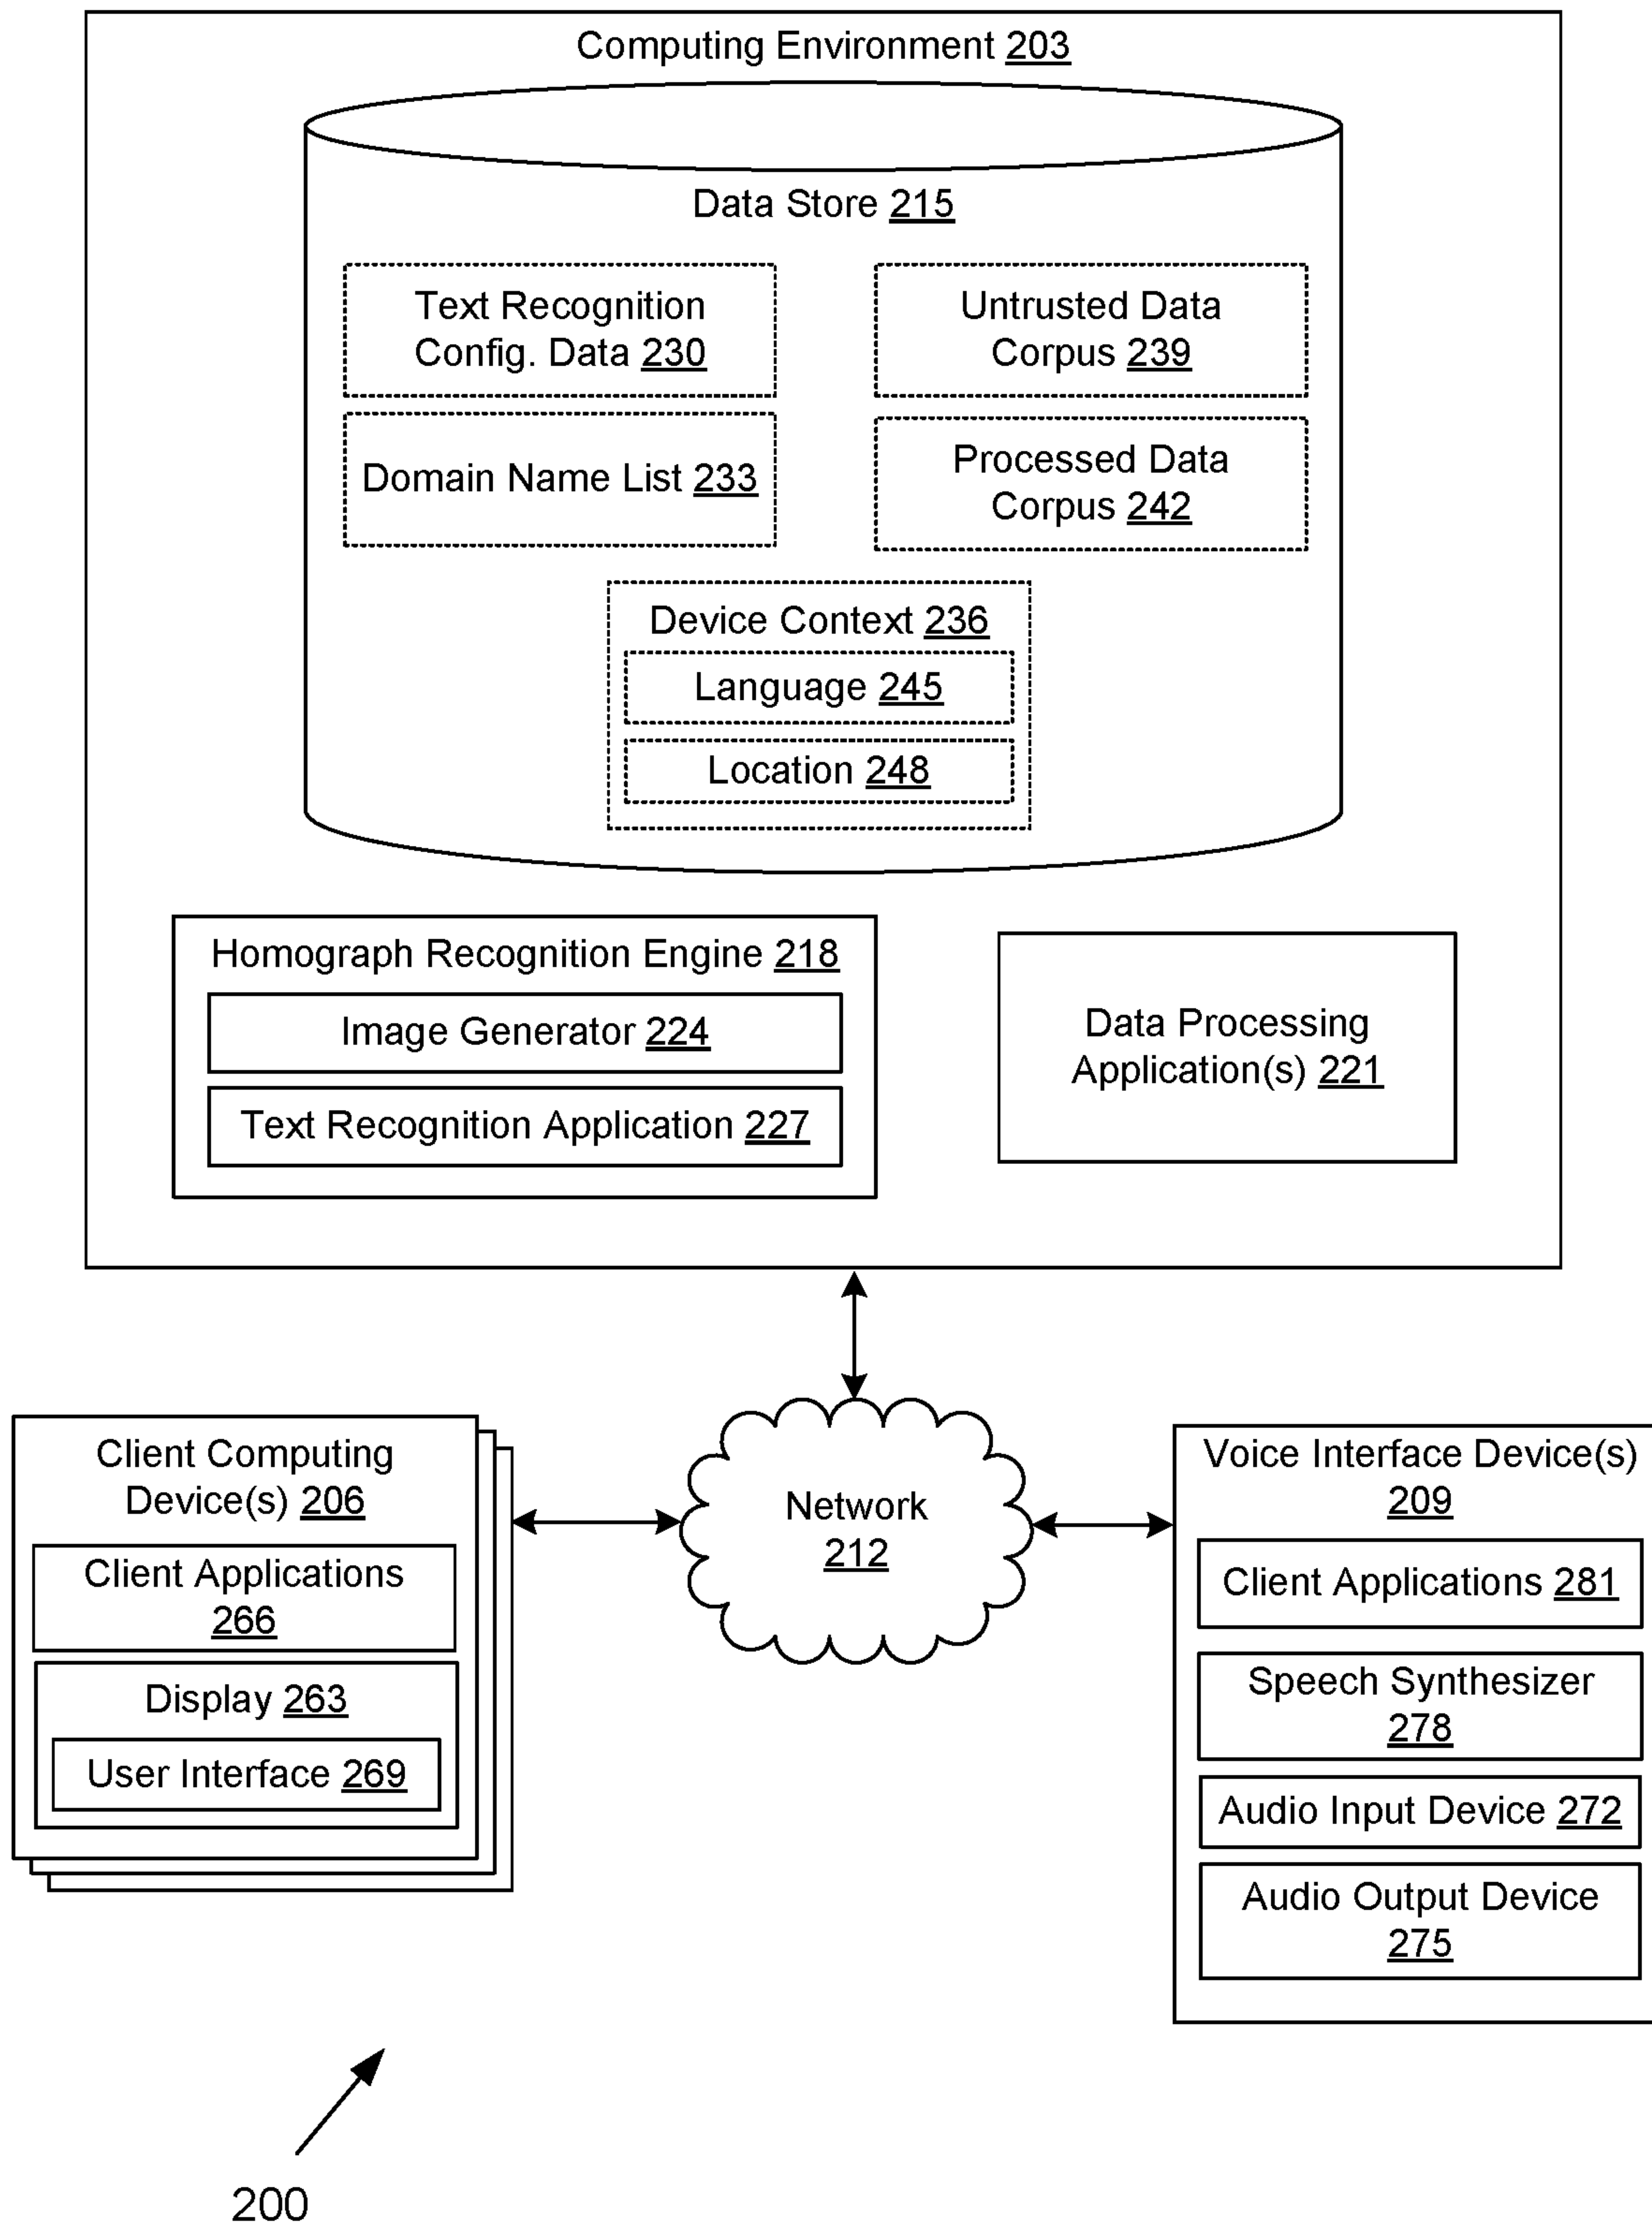 Computing Environment 203
Data Store 215
Text Recognition
Config. Data 230
Untrusted Data
Corpus 239
Domain Name List 233
Processed Data
Corpus 242
Device Context 236
Language 245
Location 248
Homograph Recognition Engine 218
Image Generator 224
Text Recognition Application 227
Data Processing
Application(s) 221
Client Computing
Device(s) 206
Client Applications
266
Display 263
User Interface 269
Network
212
Voice Interface Device(s)
209
Client Applications 281
Speech Synthesizer
278
Audio Input Device 272
Audio Output Device
275
200